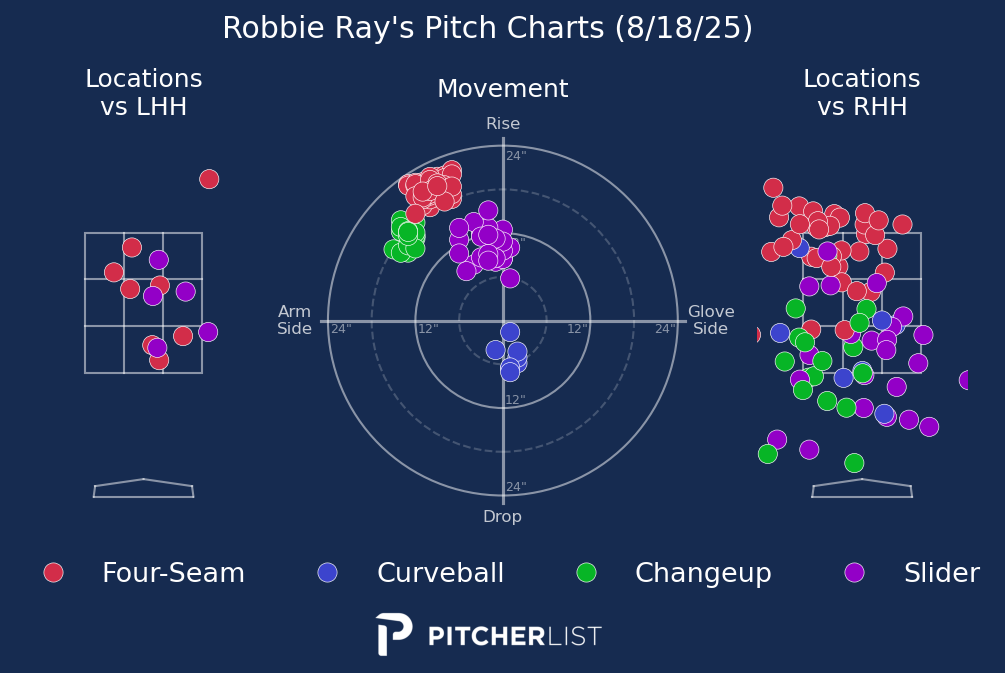 Robbie Ray's Pitch Charts (8/18/25)
Locations
vs LHH
Movement
Locations
vs RHH
Rise
24"
Arm
Side
24"
12"
12"
24"
Glove
Side
12"
24"
Drop
Four-Seam
Curveball
Changeup
Slider
PITCHERLIST